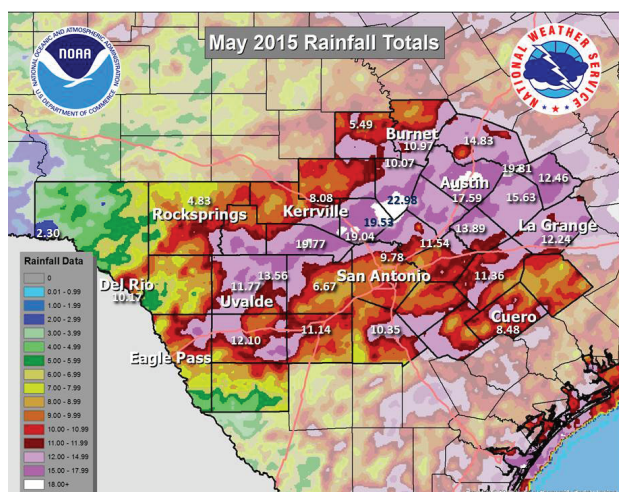 May 2015 Rainfall Totals
NATIONAL OCEANIC AND ATMOSPHERIC ADMINISTRATION
NOAA
U.S. DEPARTMENT OF COMMERCE
NATIONAL WEATHER SERVICE
5.49
Burnet
10.97
14.83
10.07
19.81
12.46
Austin
17.59
15.63
4.83
Rocksprings
8.08
Kerrville
22.98
19.53
19.04
19.77
13.89
La Grange
12.24
2.30
11.54
9.78
San Antonio
11.36
Del Rio
10.17
13.56
11.77
Uvalde
6.67
Cuero
8.48
11.14
10.35
12.10
Eagle Pass
Rainfall Data
0
0.01 - 0.99
1.00 - 1.99
2.00 - 2.99
3.00 - 3.99
4.00 - 4.99
5.00 - 5.99
6.00 - 6.99
7.00 - 7.99
8.00 - 8.99
9.00 - 9.99
10.00 - 10.99
11.00 - 11.99
12.00 - 14.99
15.00 - 17.99
18.00+